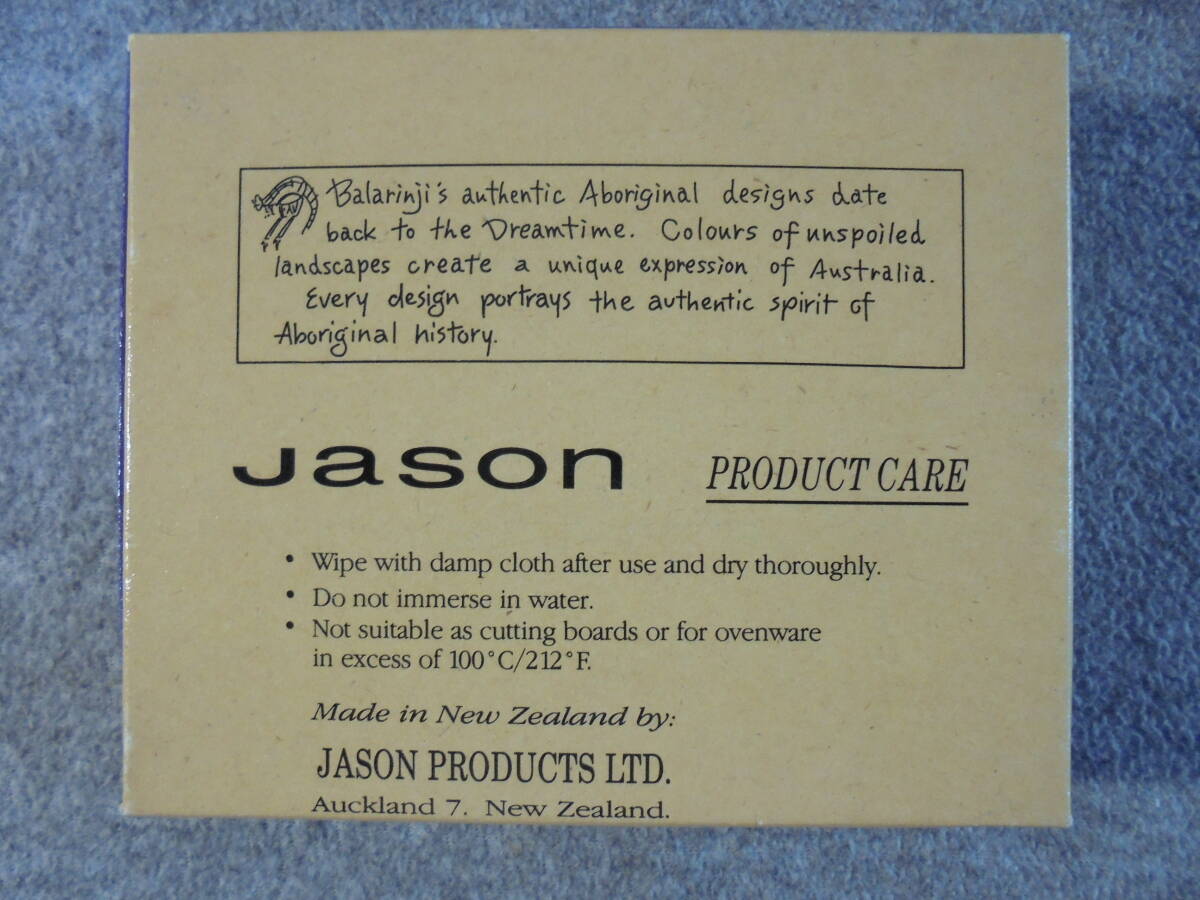 Balarinji's authentic Aboriginal designs date
back to the Dreamtime. Colours of unspoiled
landscapes create a unique expression of Australia.
Every design portrays the authentic spirit of
Aboriginal history.
Jason PRODUCT CARE
• Wipe with damp cloth after use and dry thoroughly.
• Do not immerse in water.
• Not suitable as cutting boards or for ovenware
in excess of 100°C/212°F.
Made in New Zealand by:
JASON PRODUCTS LTD.
Auckland 7. New Zealand.